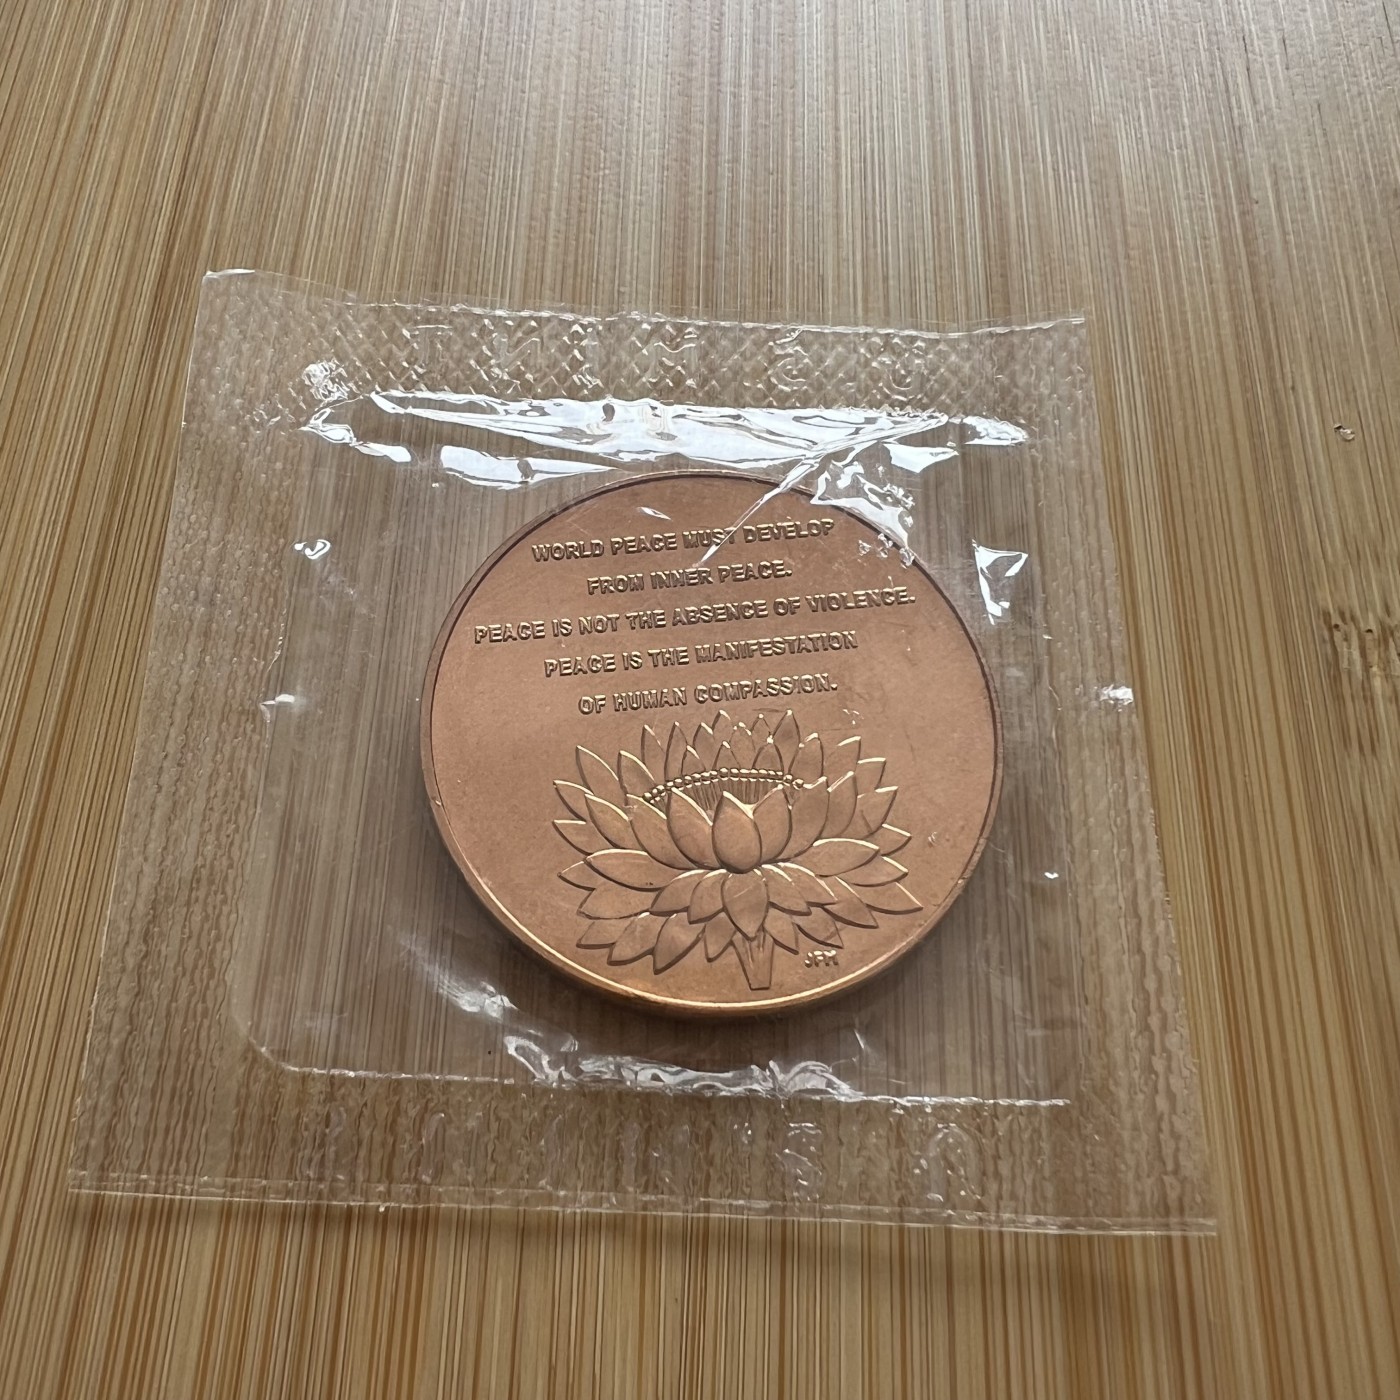 U.S MINT
WORLD PEACE MUST DEVELOP
FROM INNER PEACE.
PEACE IS NOT THE ABSENCE OF VIOLENCE.
PEACE IS THE MANIFESTATION
OF HUMAN COMPASSION.
JFM